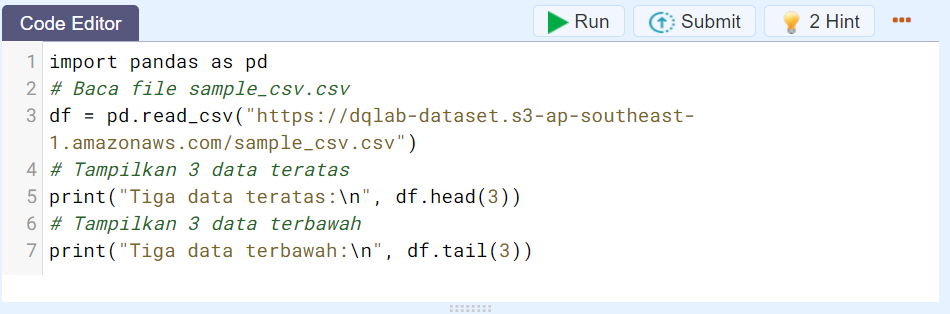 Code Editor
Run
Submit
2 Hint
1 import pandas as pd
2 # Baca file sample_csv.csv
3 df = pd.read_csv("https://dqlab-dataset.s3-ap-southeast-
1.amazonaws.com/sample_csv.csv")
4 # Tampilkan 3 data teratas
5 print("Tiga data teratas:\n", df.head(3))
6 # Tampilkan 3 data terbawah
7 print("Tiga data terbawah:\n", df.tail(3))